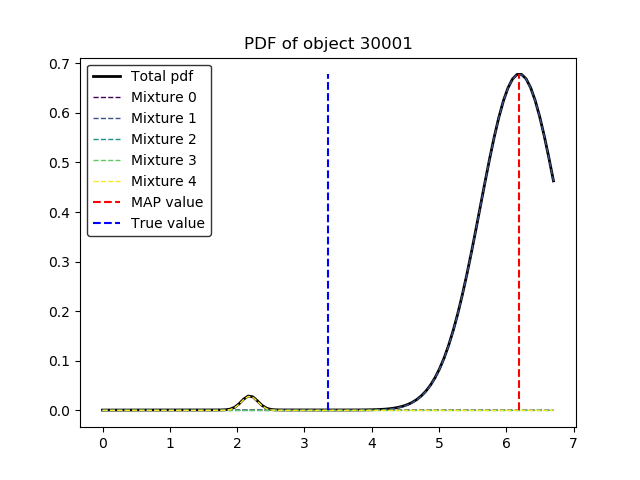 PDF of object 30001
0.7
0.6
0.5
0.4
0.3
0.2
0.1
0.0
Total pdf
Mixture 0
Mixture 1
Mixture 2
Mixture 3
Mixture 4
MAP value
True value
0 1 2 3 4 5 6 7